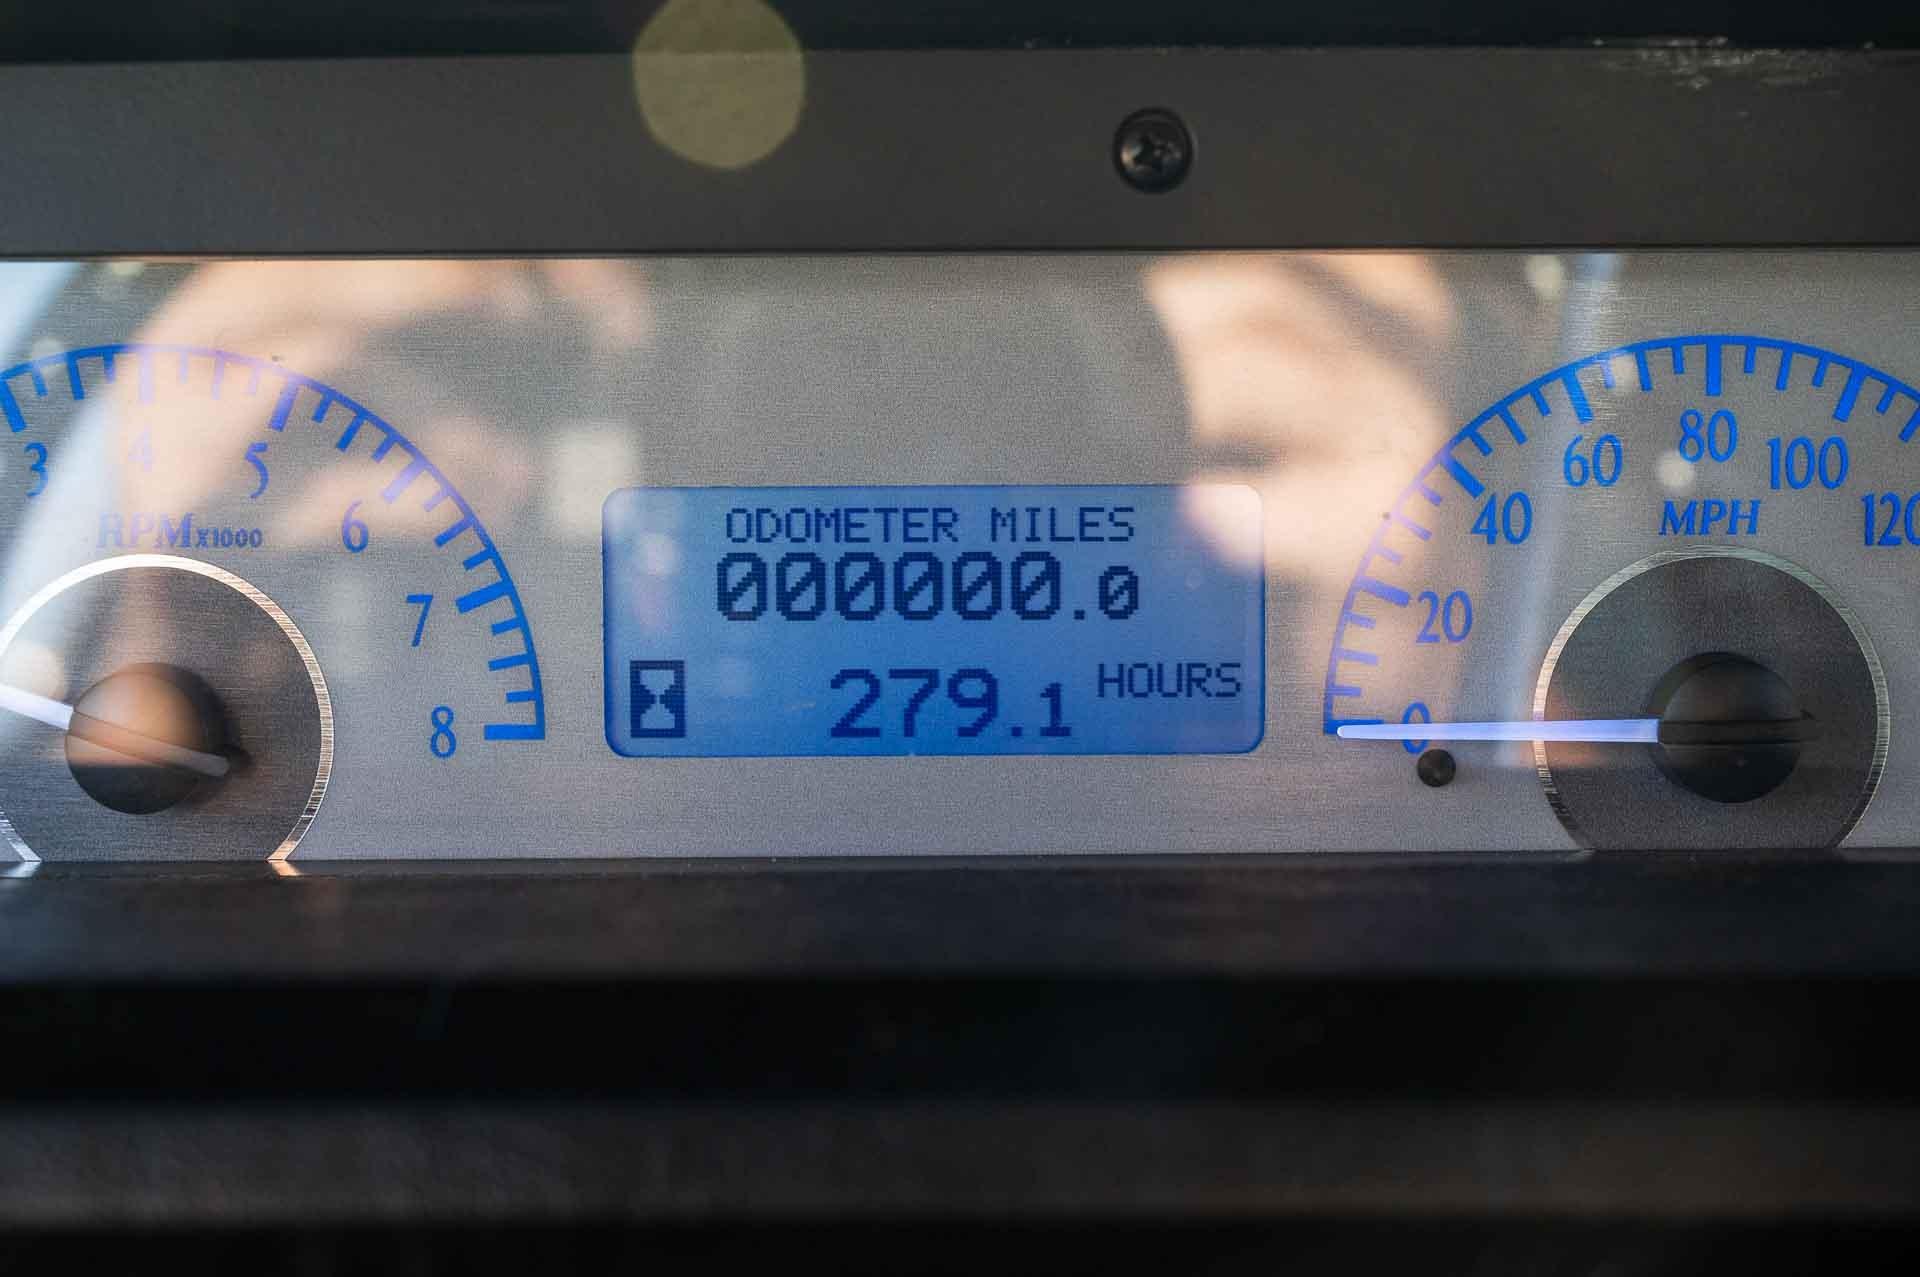 3 4 5 6 7 8
RPMX1000
ODOMETER MILES
000000.0
279.1 HOURS
0 20 40 60 80 100 120
MPH